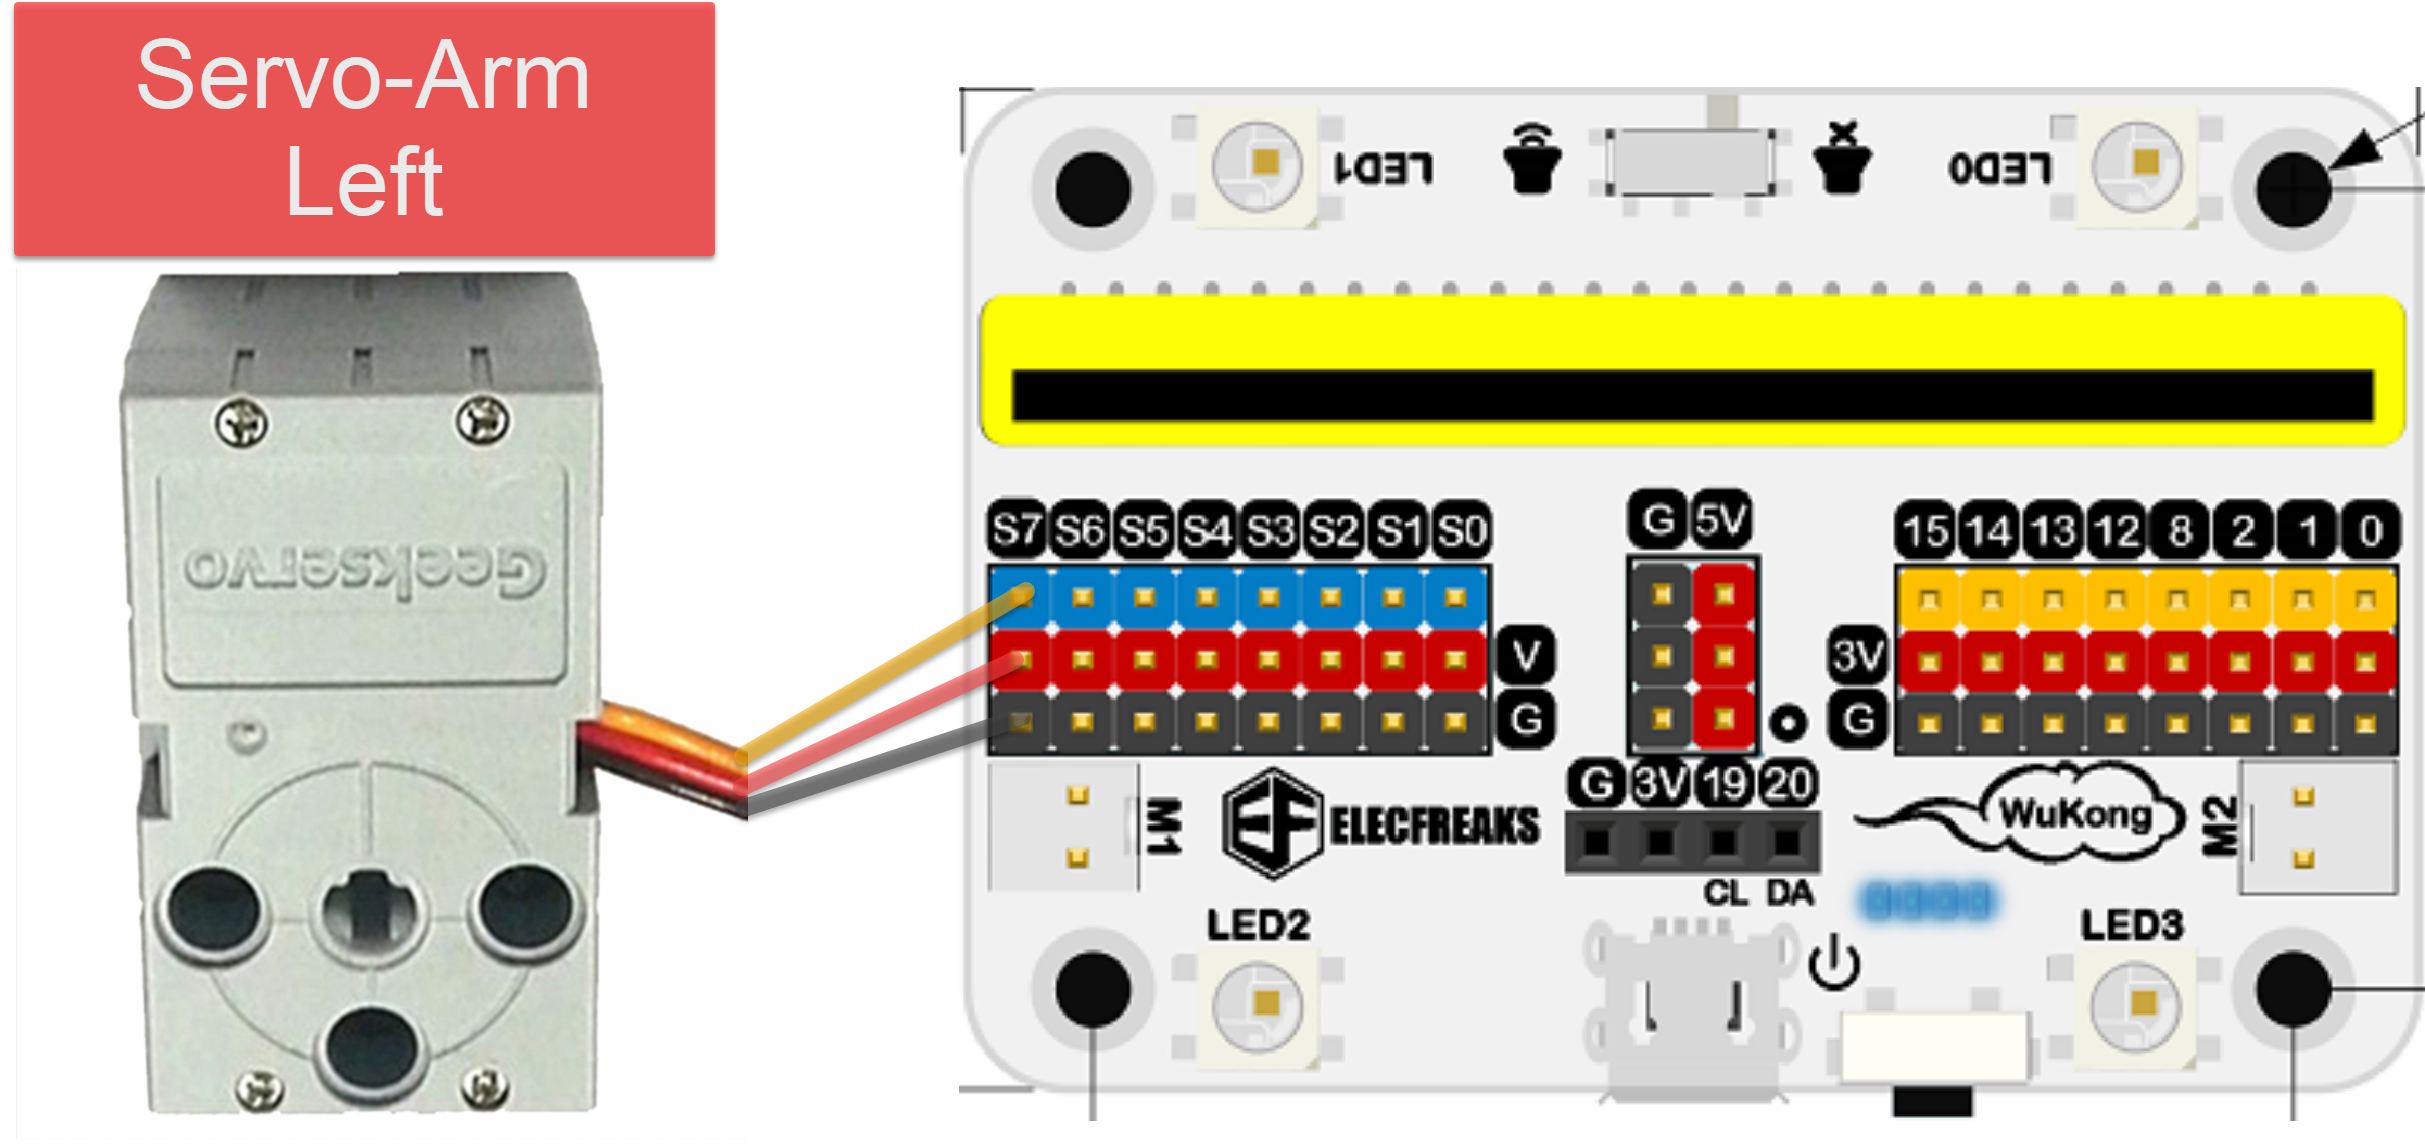 Servo-Arm
Left
LED1
LED0
Geekservo
S7 S6 S5 S4 S3 S2 S1 S0
G 5V
15 14 13 12 8 2 1 0
V
G
3V
G
G 3V 19 20
CL DA
M1
EF ELECFREAKS
WuKong
M2
LED2
LED3